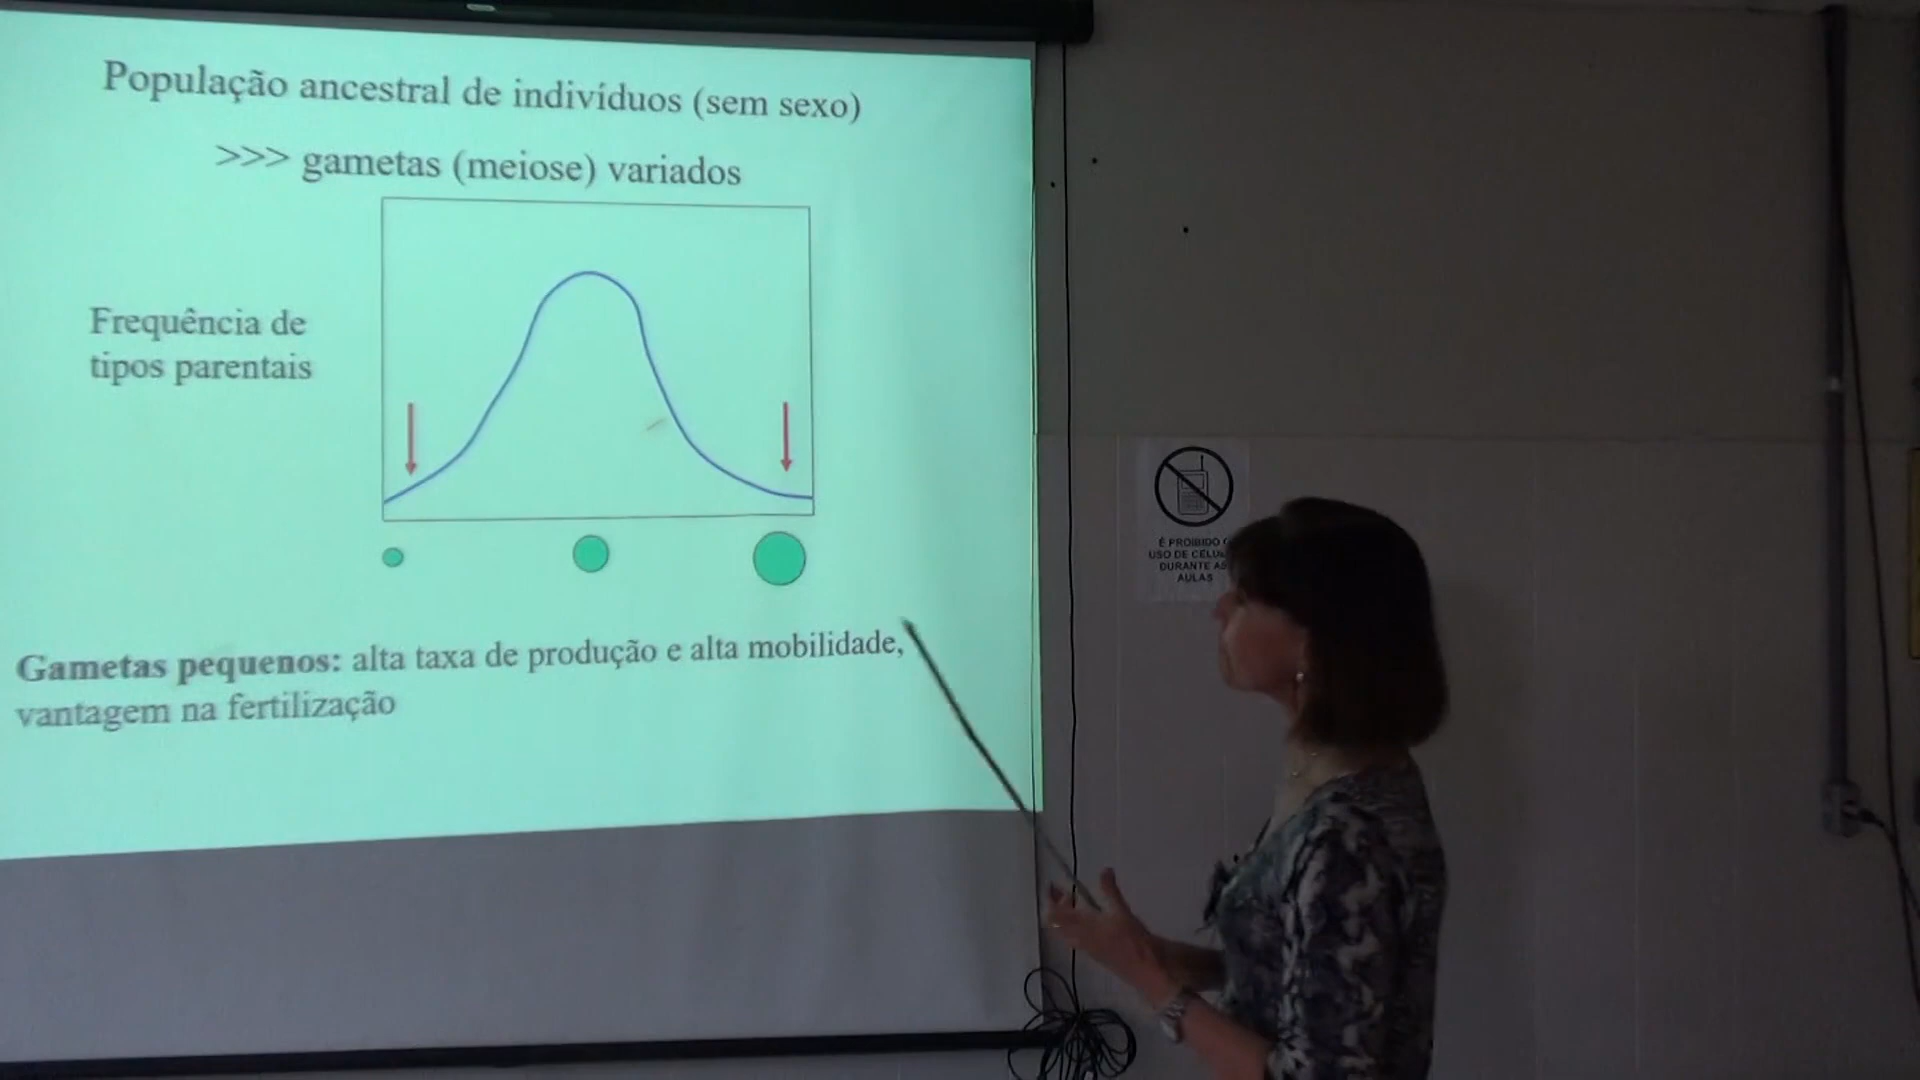 População ancestral de indivíduos (sem sexo)
>>> gametas (meiose) variados
Frequência de
tipos parentais
Gametas pequenos: alta taxa de produção e alta mobilidade,
vantagem na fertilização
É PROIBIDO
USO DE
DURANTE AS
AULAS